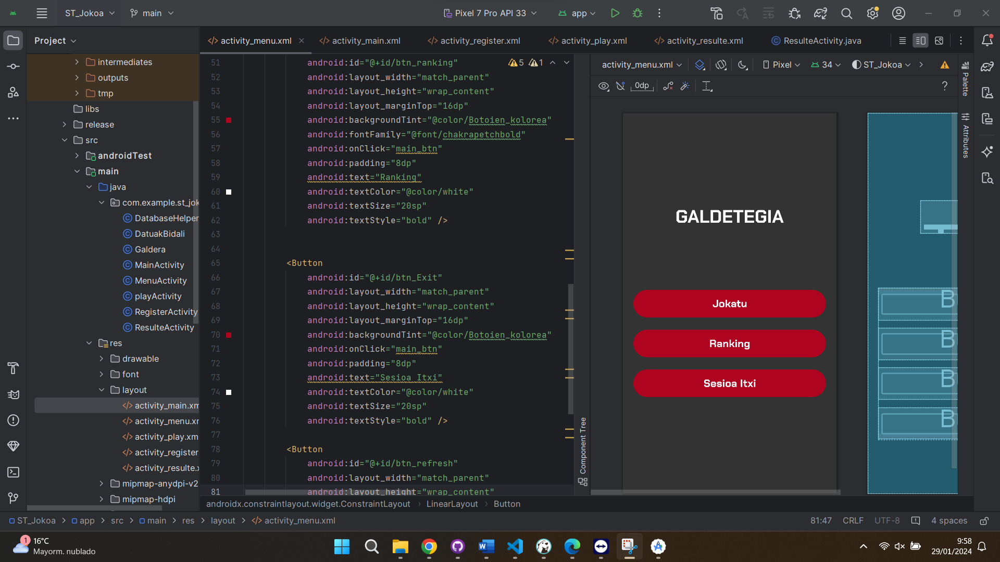 ST_Jokoa
main
Pixel 7 Pro API 33
app
Project
activity_menu.xml
activity_main.xml
activity_register.xml
activity_play.xml
activity_resulte.xml
ResulteActivity.java
intermediates
outputs
tmp
libs
release
src
androidTest
main
java
com.example.st_jok
DatabaseHelper
DatuakBidali
Galdera
MainActivity
MenuActivity
playActivity
RegisterActivity
ResulteActivity
res
drawable
font
layout
activity_main.xm
activity_menu.xm
activity_play.xm
activity_register
activity_resulte.x
mipmap-anydpi-v2
mipmap-hdpi
5 1
51 android:id="@+id/btn_ranking"
52 android:layout_width="match_parent"
53 android:layout_height="wrap_content"
54 android:layout_marginTop="16dp"
55 android:backgroundTint="@color/Botoien_kolorea"
56 android:fontFamily="@font/chakrapetchbold"
57 android:onClick="main_btn"
58 android:padding="8dp"
59 android:text="Ranking"
60 android:textColor="@color/white"
61 android:textSize="20sp"
62 android:textStyle="bold" />
63
64
65 <Button
66 android:id="@+id/btn_Exit"
67 android:layout_width="match_parent"
68 android:layout_height="wrap_content"
69 android:layout_marginTop="16dp"
70 android:backgroundTint="@color/Botoien_kolorea"
71 android:onClick="main_btn"
72 android:padding="8dp"
73 android:text="Sesioa Itxi"
74 android:textColor="@color/white"
75 android:textSize="20sp"
76 android:textStyle="bold" />
77
78 <Button
79 android:id="@+id/btn_refresh"
80 android:layout_width="match_parent"
81 android:layout_height="wrap_content"
Component Tree
activity_menu.xml
Pixel
34
ST_Jokoa
0dp
?
Palette
Attributes
GALDETEGIA
Jokatu
Ranking
Sesioa Itxi
B
B
B
B
androidx.constraintlayout.widget.ConstraintLayout › LinearLayout › Button
ST_Jokoa > app > src > main > res > layout > activity_menu.xml
81:47 CRLF UTF-8 4 spaces
1
16°C
Mayorm. nublado
9:58
29/01/2024